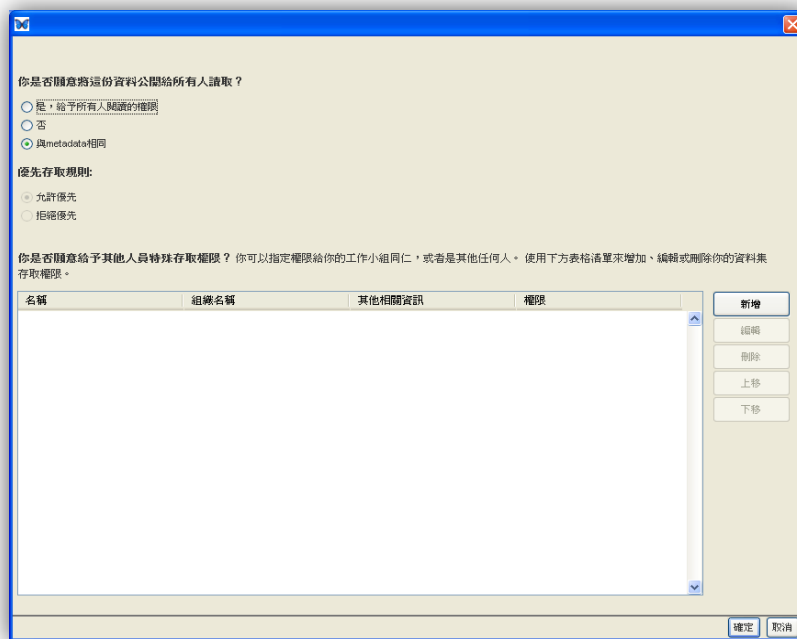 你是否願意將這份資料公開給所有人讀取？
是，給予所有人閱讀的權限
否
與metadata相同
優先存取規則:
允許優先
拒絕優先
你是否願意給予其他人員特殊存取權限？ 你可以指定權限給你的工作小組同仁，或者是其他任何人。 使用下方表格清單來增加、編輯或刪除你的資料集
存取權限。
名稱 組織名稱 其他相關資訊 權限
新增
編輯
刪除
上移
下移
確定 取消